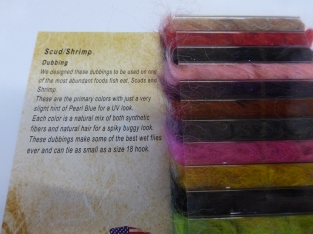 Scud/Shrimp
Dubbing
We designed these dubbings to be used on one
of the most abundant foods fish eat, Scuds and
Shrimp.
These are the primary colors with just a very
slight hint of Pearl Blue for a UV look.
Each color is a natural mix of both synthetic
fibers and natural hair for a spiky buggy look.
These dubbings make some of the best wet flies
ever and can tie as small as a size 18 hook.